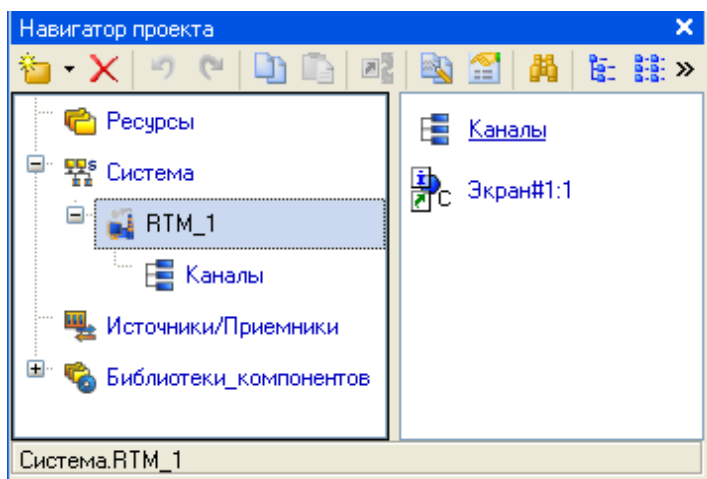 Навигатор проекта
Ресурсы
Система
RTM_1
Каналы
Источники/Приемники
Библиотеки_компонентов
Каналы
Экран#1:1
Система.RTM_1